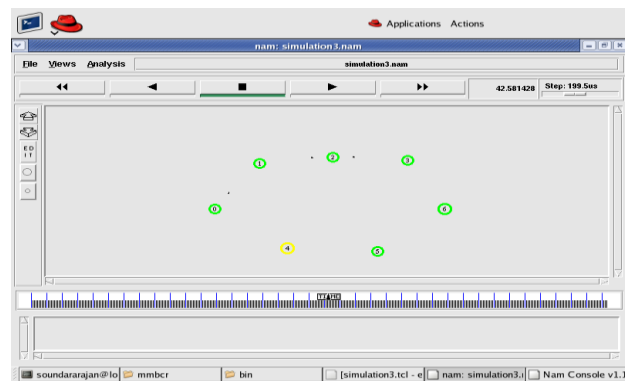 Applications Actions
nam: simulation3.nam
File Views Analysis simulation3.nam
42.581428 Step: 199.5us
E D
I T
1 2 3
0 6
4 5
TIME
soundararajan@lo mmbcr bin [simulation3.tcl - e nam: simulation3.n Nam Console v1.1